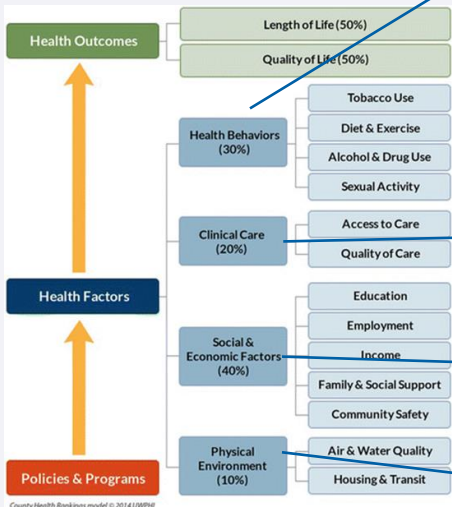 Health Outcomes
Length of Life (50%)
Quality of Life (50%)
Health Behaviors
(30%)
Tobacco Use
Diet & Exercise
Alcohol & Drug Use
Sexual Activity
Clinical Care
(20%)
Access to Care
Quality of Care
Health Factors
Social &
Economic Factors
(40%)
Education
Employment
Income
Family & Social Support
Community Safety
Physical
Environment
(10%)
Air & Water Quality
Housing & Transit
Policies & Programs
County Health Rankings model © 2014 UWPHI